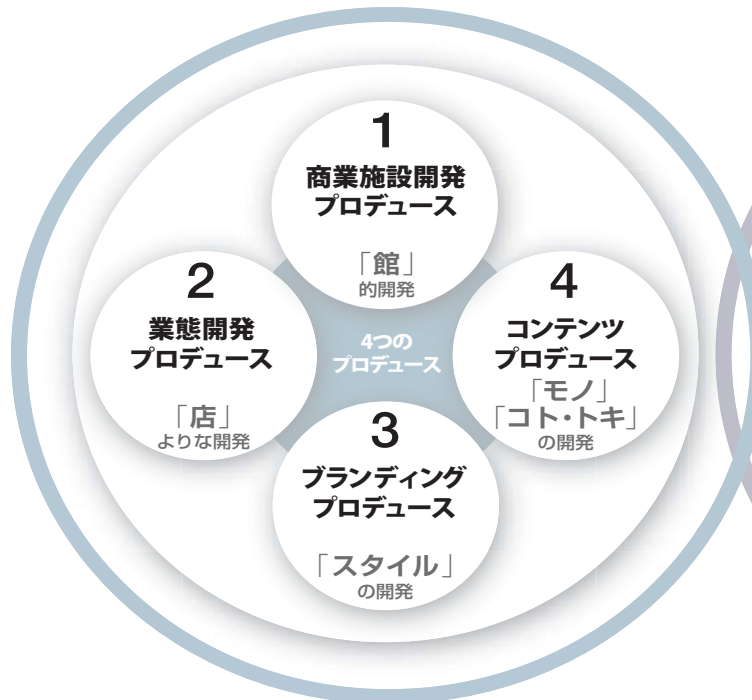 1
商業施設開発
プロデュース
「館」
的開発
2
業態開発
プロデュース
「店」
よりな開発
4つの
プロデュース
4
コンテンツ
プロデュース
「モノ」
「コト・トキ」
の開発
3
ブランディング
プロデュース
「スタイル」
の開発